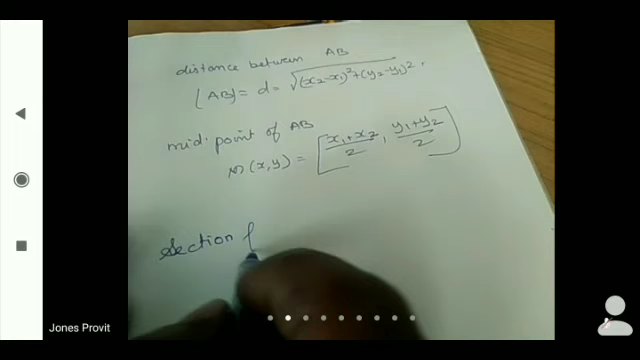 distance between AB
|AB| = d = √(x₂-x₁)²+(y₂-y₁)² .
mid point of AB
M(x,y) = [x₁+x₂/2 , y₁+y₂/2]
Section f
Jones Provit